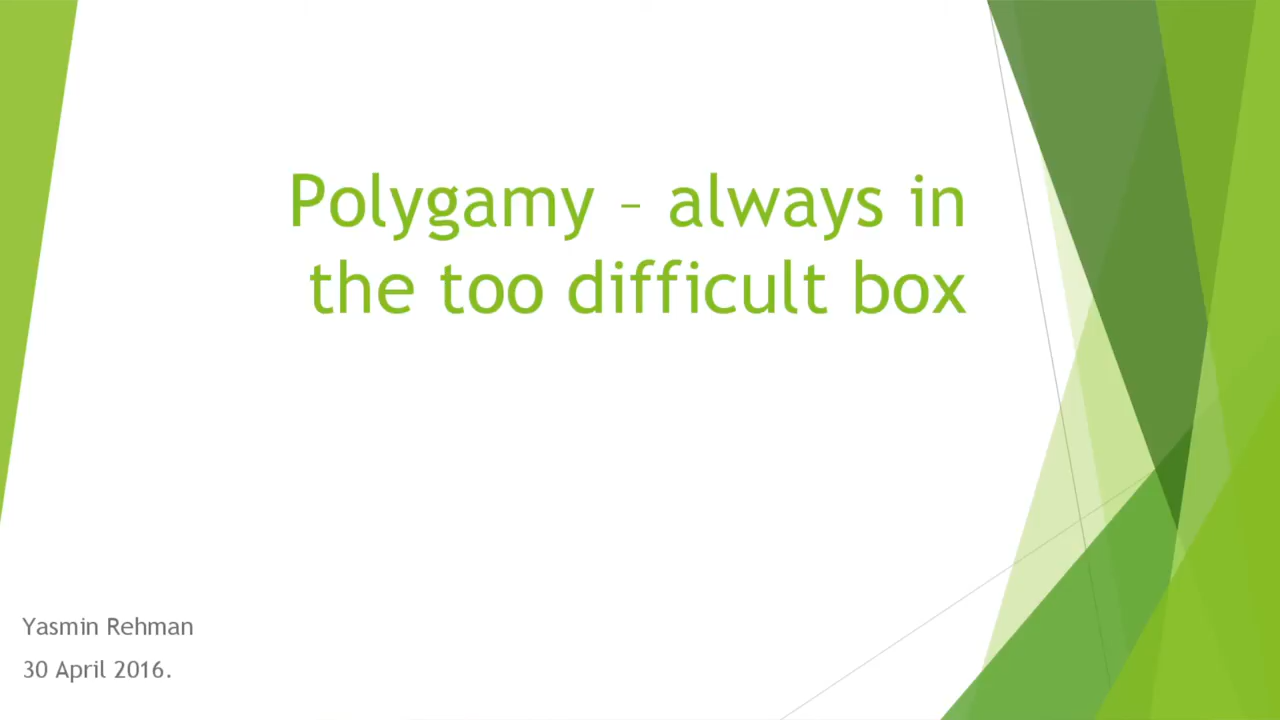 Polygamy – always in
the too difficult box
Yasmin Rehman
30 April 2016.